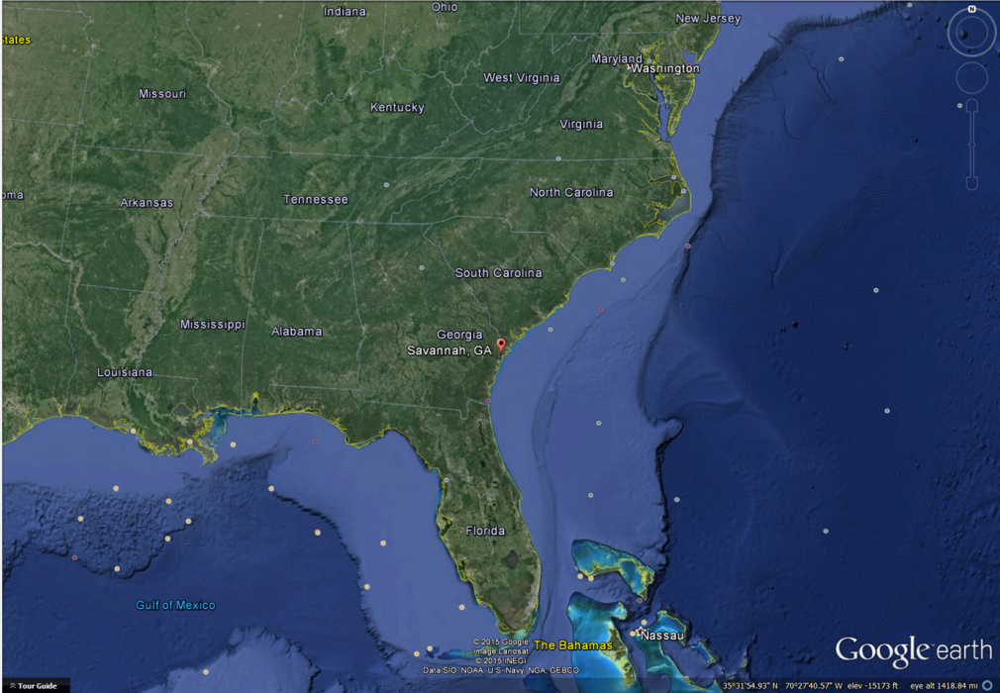 Indiana
Ohio
New Jersey
States
Maryland
Washington
West Virginia
Missouri
Kentucky
Virginia
oma
Arkansas
Tennessee
North Carolina
South Carolina
Mississippi
Alabama
Georgia
Savannah, GA
Louisiana
Florida
Gulf of Mexico
Nassau
The Bahamas
© 2015 Google
Image Landsat
© 2015 INEGI
Data SIO, NOAA, U.S. Navy, NGA, GEBCO
Google earth
N
Tour Guide
35°31'54.93" N 70°27'40.57" W elev -15173 ft eye alt 1418.84 mi